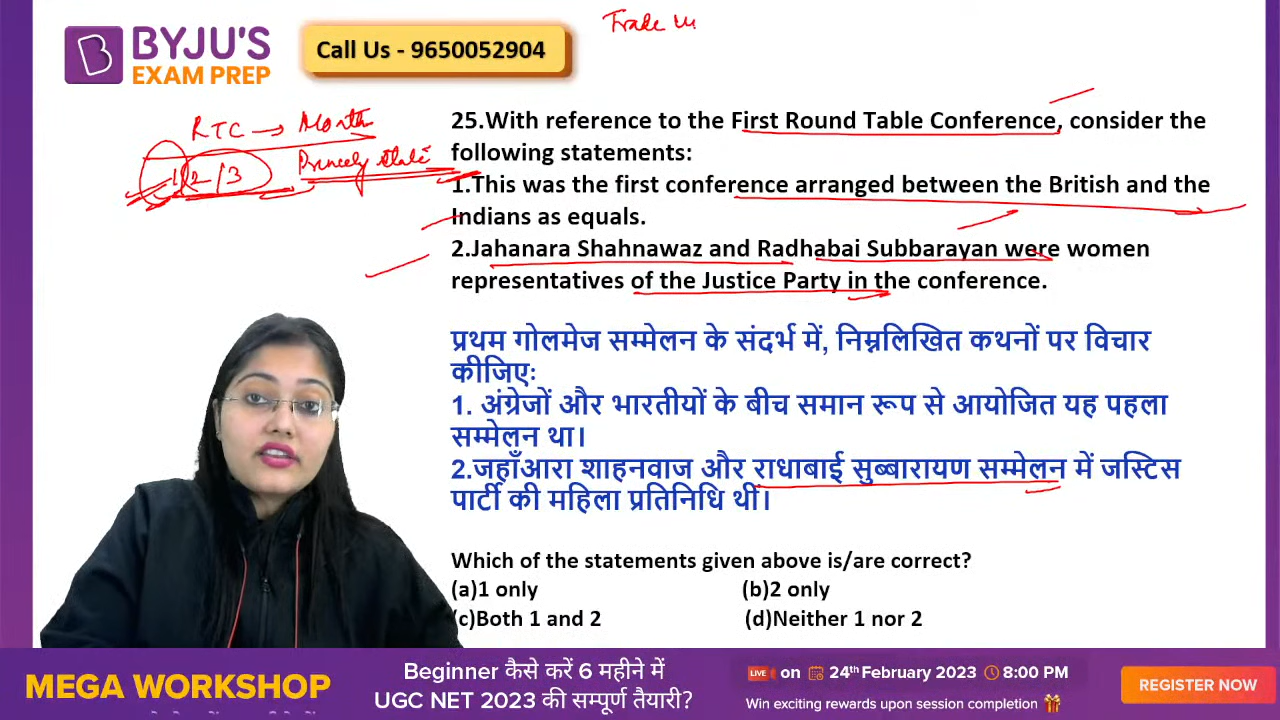 BYJU'S
EXAM PREP
Call Us - 9650052904
Trade
RTC → Month
1/2/3 Princely state
25.With reference to the First Round Table Conference, consider the
following statements:
1.This was the first conference arranged between the British and the
Indians as equals.
2.Jahanara Shahnawaz and Radhabai Subbarayan were women
representatives of the Justice Party in the conference.
प्रथम गोलमेज सम्मेलन के संदर्भ में, निम्नलिखित कथनों पर विचार
कीजिएः
1. अंग्रेजों और भारतीयों के बीच समान रूप से आयोजित यह पहला
सम्मेलन था।
2.जहाँआरा शाहनवाज और राधाबाई सुब्बारायण सम्मेलन में जस्टिस
पार्टी की महिला प्रतिनिधि थीं।
Which of the statements given above is/are correct?
(a)1 only (b)2 only
(c)Both 1 and 2 (d)Neither 1 nor 2
MEGA WORKSHOP
Beginner कैसे करें 6 महीने में
UGC NET 2023 की सम्पूर्ण तैयारी?
LIVE on 24th February 2023 8:00 PM
Win exciting rewards upon session completion
REGISTER NOW